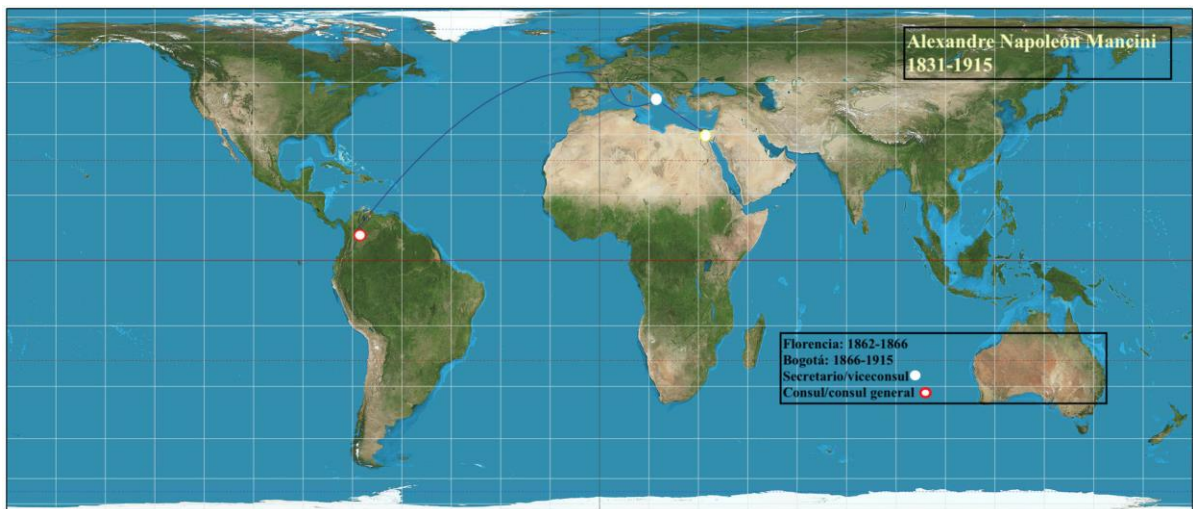 Alexandre Napoleón Mancini
1831-1915
Florencia: 1862-1866
Bogotá: 1866-1915
Secretario/viceconsul
Consul/consul general